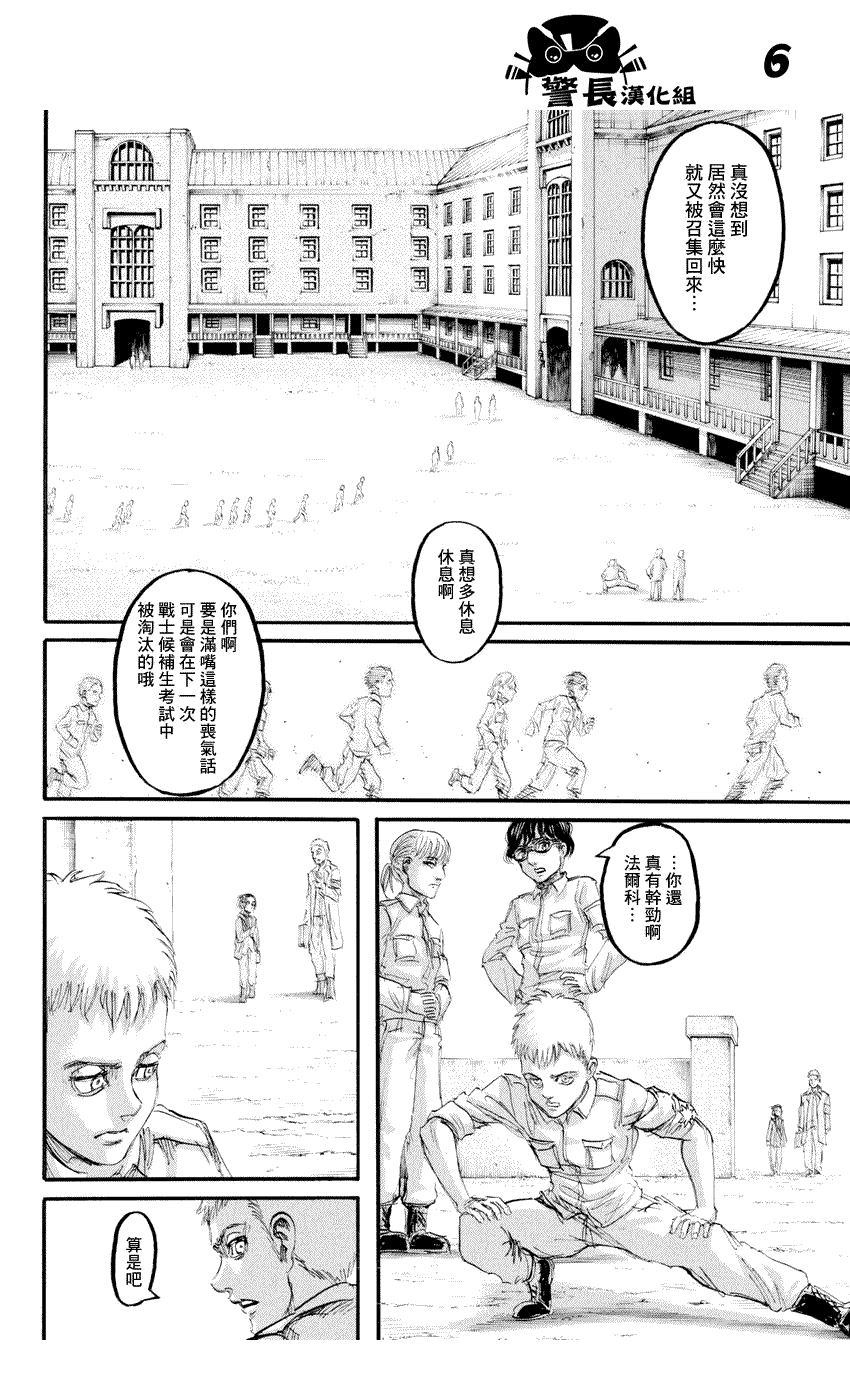 警長漢化組
6
真沒想到
居然會這麼快
就又被召集回來…
真想多休息
休息啊
你們啊
要是滿嘴這樣的喪氣話
可是會在下一次
戰士候補生考試中
被淘汰的哦
…你還
真有幹勁啊
法爾科…
算是吧